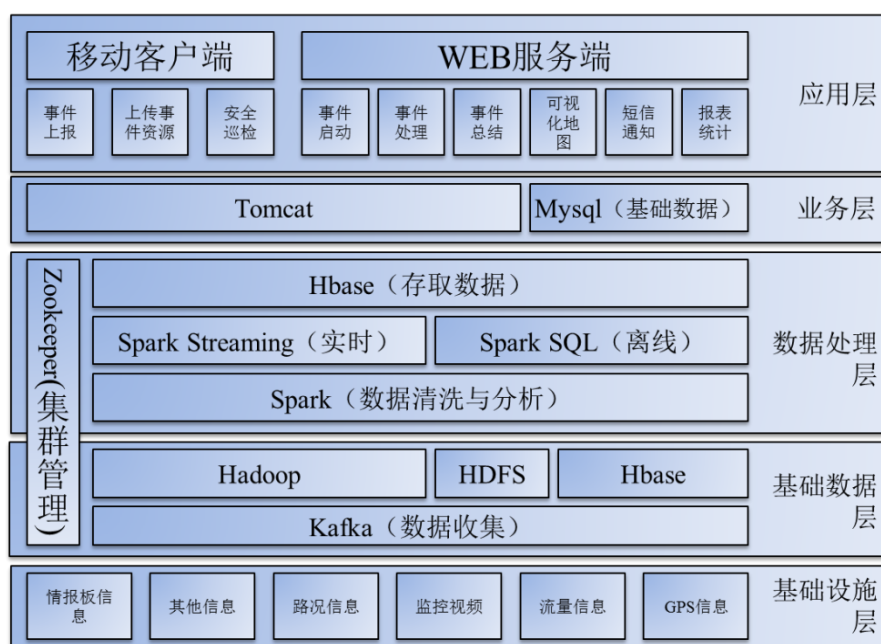 移动客户端
WEB服务端
应用层
事件
上报
上传事
件资源
安全
巡检
事件
启动
事件
处理
事件
总结
可视
化地
图
短信
通知
报表
统计
Tomcat
Mysql（基础数据）
业务层
Zookeeper(集群管理)
Hbase（存取数据）
Spark Streaming（实时）
Spark SQL（离线）
Spark（数据清洗与分析）
数据处理
层
Hadoop
HDFS
Hbase
Kafka（数据收集）
基础数据
层
情报板信
息
其他信息
路况信息
监控视频
流量信息
GPS信息
基础设施
层